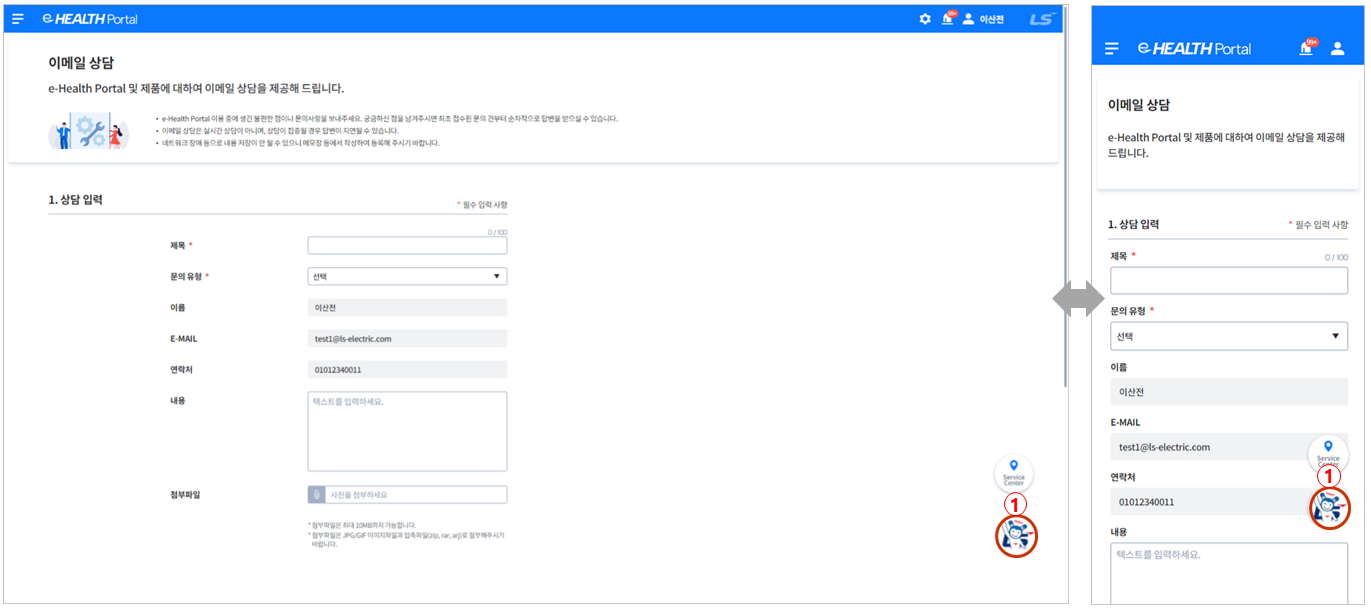 e-HEALTH Portal
99+
이산전
LS
이메일 상담
e-Health Portal 및 제품에 대하여 이메일 상담을 제공해 드립니다.
• e-Health Portal 이용 중에 생긴 불편한 점이나 문의사항을 보내주세요. 궁금하신 점을 남겨주시면 최초 접수된 문의 건부터 순차적으로 답변을 받으실 수 있습니다.
• 이메일 상담은 실시간 상담이 아니며, 상담이 집중될 경우 답변이 지연될 수 있습니다.
• 네트워크 장애 등으로 내용 저장이 안 될 수 있으니 메모장 등에서 작성하여 등록해 주시기 바랍니다.
1. 상담 입력
* 필수 입력 사항
0 / 100
제목 *
문의 유형 *
선택
이름
이산전
E-MAIL
test1@ls-electric.com
연락처
01012340011
내용
텍스트를 입력하세요.
첨부파일
사진을 첨부하세요
* 첨부파일은 최대 10MB까지 가능합니다.
* 첨부파일은 JPG/GIF 이미지파일과 압축파일(zip, rar, arj)로 첨부해주시기
바랍니다.
Service
Center
1
e-HEALTH Portal
99+
이메일 상담
e-Health Portal 및 제품에 대하여 이메일 상담을 제공해
드립니다.
1. 상담 입력
* 필수 입력 사항
제목 *
0 / 100
문의 유형 *
선택
이름
이산전
E-MAIL
test1@ls-electric.com
Service
Center
연락처
1
01012340011
내용
텍스트를 입력하세요.